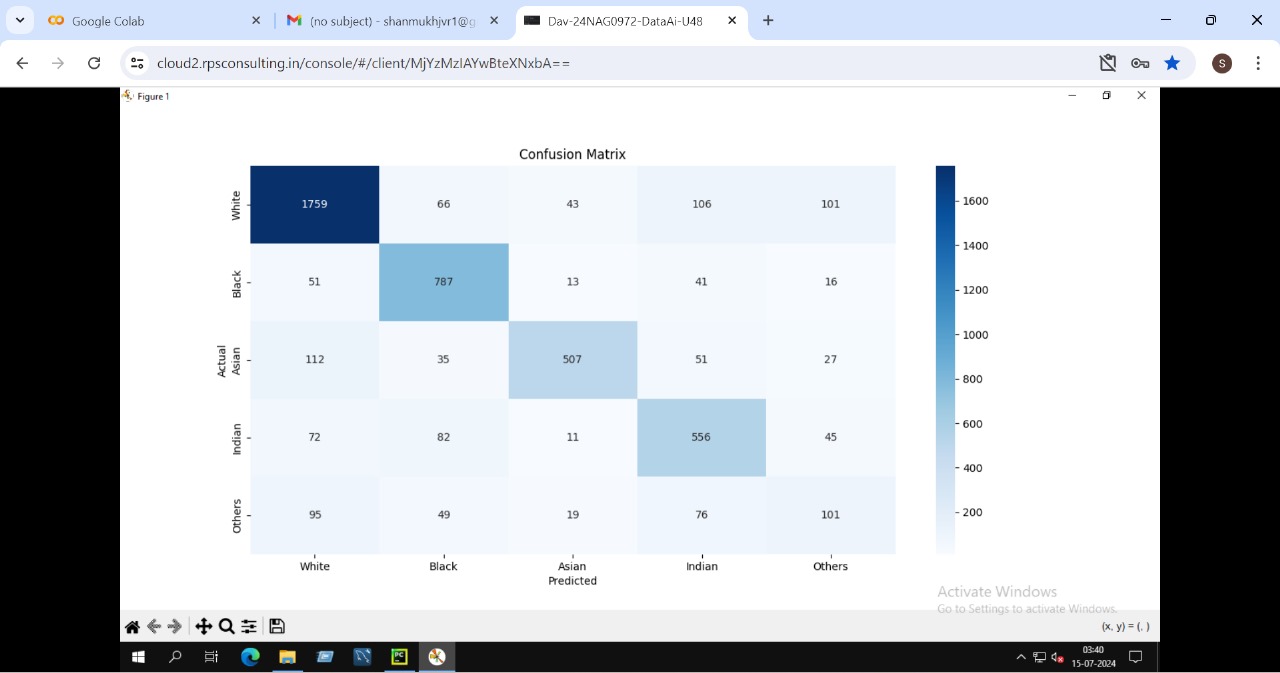 Google Colab
(no subject) - shanmukhjvr1@g
Dav-24NAG0972-DataAi-U48
cloud2.rpsconsulting.in/console/#/client/MjYzMzIAYwBteXNxbA==
S
Figure 1
Confusion Matrix
White 1759 66 43 106 101
Black 51 787 13 41 16
Actual
Asian 112 35 507 51 27
Indian 72 82 11 556 45
Others 95 49 19 76 101
White Black Asian Indian Others
Predicted
1600
1400
1200
1000
800
600
400
200
Activate Windows
Go to Settings to activate Windows.
(x, y) = (, )
PC
03:40
15-07-2024